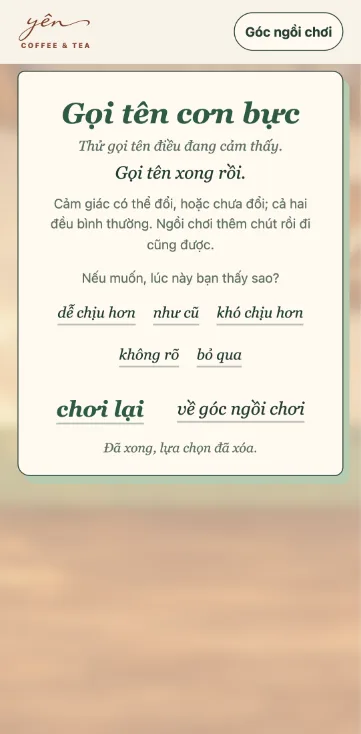 yên
COFFEE & TEA
Góc ngồi chơi
Gọi tên cơn bực
Thử gọi tên điều đang cảm thấy.
Gọi tên xong rồi.
Cảm giác có thể đổi, hoặc chưa đổi; cả hai
đều bình thường. Ngồi chơi thêm chút rồi đi
cũng được.
Nếu muốn, lúc này bạn thấy sao?
dễ chịu hơn như cũ khó chịu hơn
không rõ bỏ qua
chơi lại về góc ngồi chơi
Đã xong, lựa chọn đã xóa.